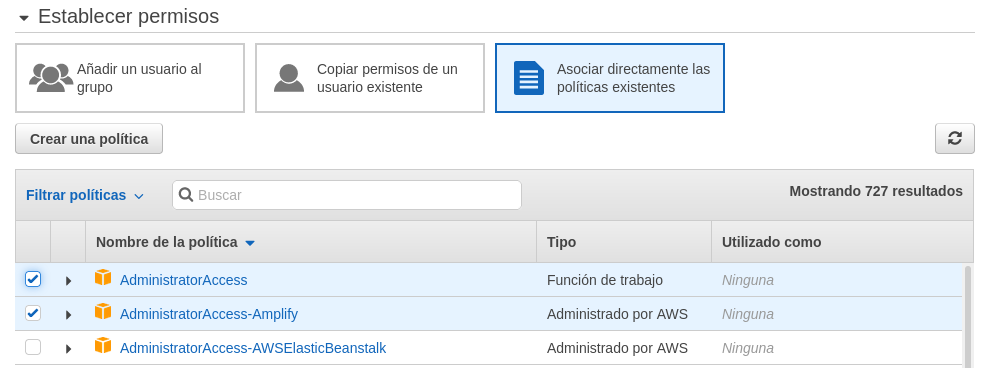 Establecer permisos
Añadir un usuario al
grupo
Copiar permisos de un
usuario existente
Asociar directamente las
políticas existentes
Crear una política
Filtrar políticas
Buscar
Mostrando 727 resultados
Nombre de la política
Tipo
Utilizado como
AdministratorAccess
Función de trabajo
Ninguna
AdministratorAccess-Amplify
Administrado por AWS
Ninguna
AdministratorAccess-AWSElasticBeanstalk
Administrado por AWS
Ninguna